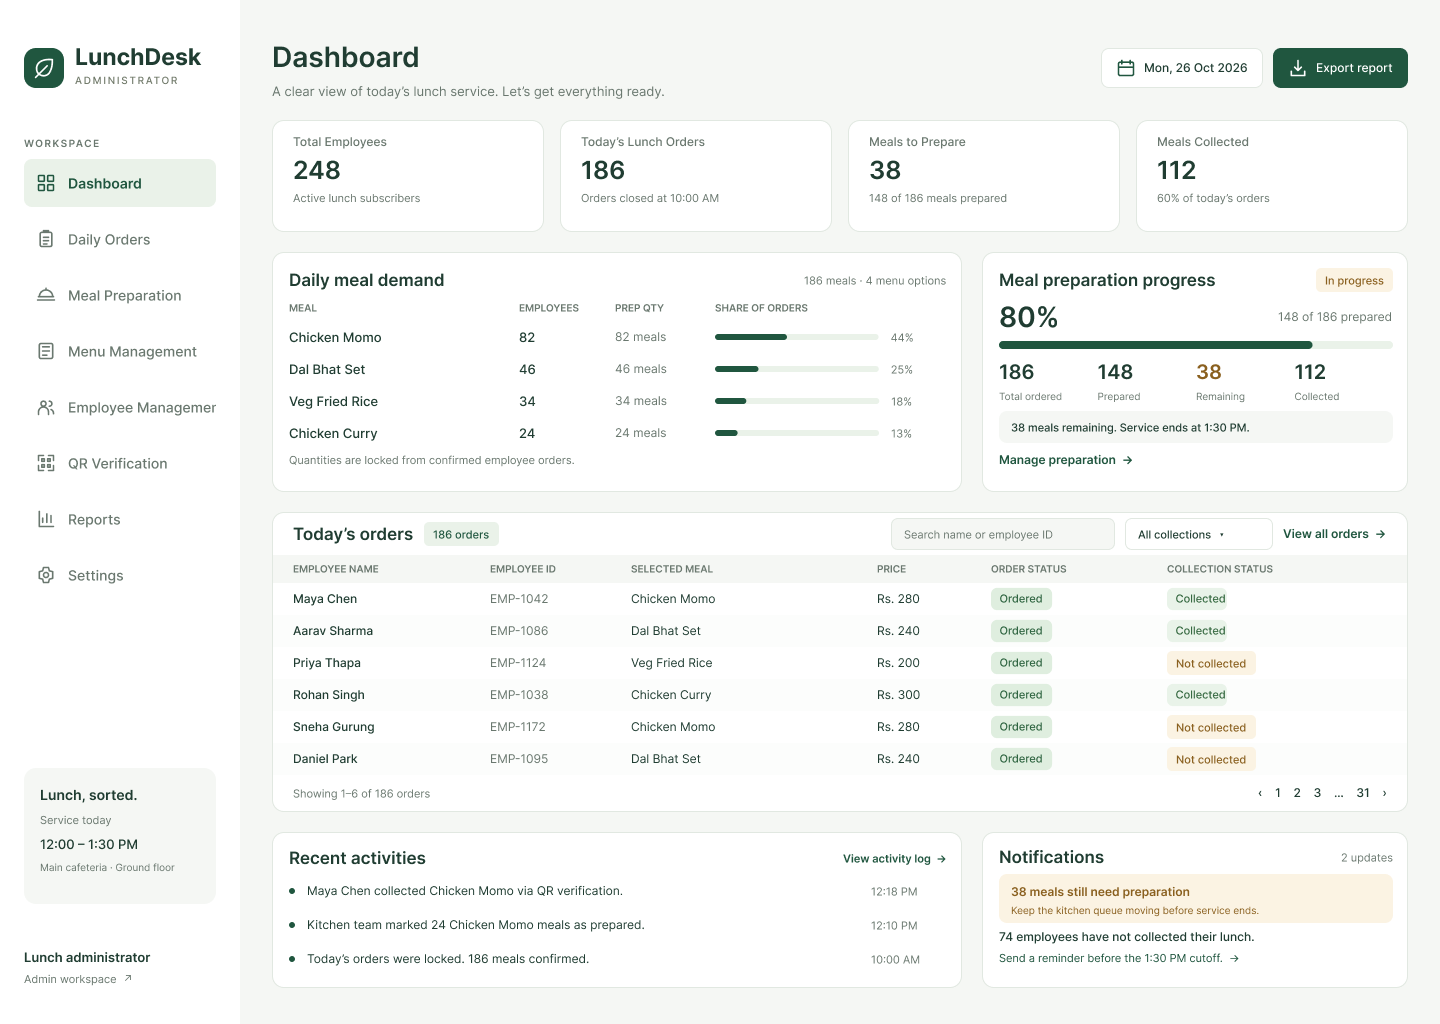 LunchDesk
ADMINISTRATOR
WORKSPACE
Dashboard
Daily Orders
Meal Preparation
Menu Management
Employee Managemer
QR Verification
Reports
Settings
Lunch, sorted.
Service today
12:00 – 1:30 PM
Main cafeteria · Ground floor
Lunch administrator
Admin workspace ↗
Dashboard
A clear view of today’s lunch service. Let’s get everything ready.
Mon, 26 Oct 2026
Export report
Total Employees
248
Active lunch subscribers
Today’s Lunch Orders
186
Orders closed at 10:00 AM
Meals to Prepare
38
148 of 186 meals prepared
Meals Collected
112
60% of today’s orders
Daily meal demand 186 meals · 4 menu options
MEAL EMPLOYEES PREP QTY SHARE OF ORDERS
Chicken Momo 82 82 meals 44%
Dal Bhat Set 46 46 meals 25%
Veg Fried Rice 34 34 meals 18%
Chicken Curry 24 24 meals 13%
Quantities are locked from confirmed employee orders.
Meal preparation progress In progress
80% 148 of 186 prepared
186 148 38 112
Total ordered Prepared Remaining Collected
38 meals remaining. Service ends at 1:30 PM.
Manage preparation →
Today’s orders 186 orders Search name or employee ID All collections View all orders →
EMPLOYEE NAME EMPLOYEE ID SELECTED MEAL PRICE ORDER STATUS COLLECTION STATUS
Maya Chen EMP-1042 Chicken Momo Rs. 280 Ordered Collected
Aarav Sharma EMP-1086 Dal Bhat Set Rs. 240 Ordered Collected
Priya Thapa EMP-1124 Veg Fried Rice Rs. 200 Ordered Not collected
Rohan Singh EMP-1038 Chicken Curry Rs. 300 Ordered Collected
Sneha Gurung EMP-1172 Chicken Momo Rs. 280 Ordered Not collected
Daniel Park EMP-1095 Dal Bhat Set Rs. 240 Ordered Not collected
Showing 1–6 of 186 orders ‹ 1 2 3 … 31 ›
Recent activities View activity log →
Maya Chen collected Chicken Momo via QR verification. 12:18 PM
Kitchen team marked 24 Chicken Momo meals as prepared. 12:10 PM
Today’s orders were locked. 186 meals confirmed. 10:00 AM
Notifications 2 updates
38 meals still need preparation
Keep the kitchen queue moving before service ends.
74 employees have not collected their lunch.
Send a reminder before the 1:30 PM cutoff. →